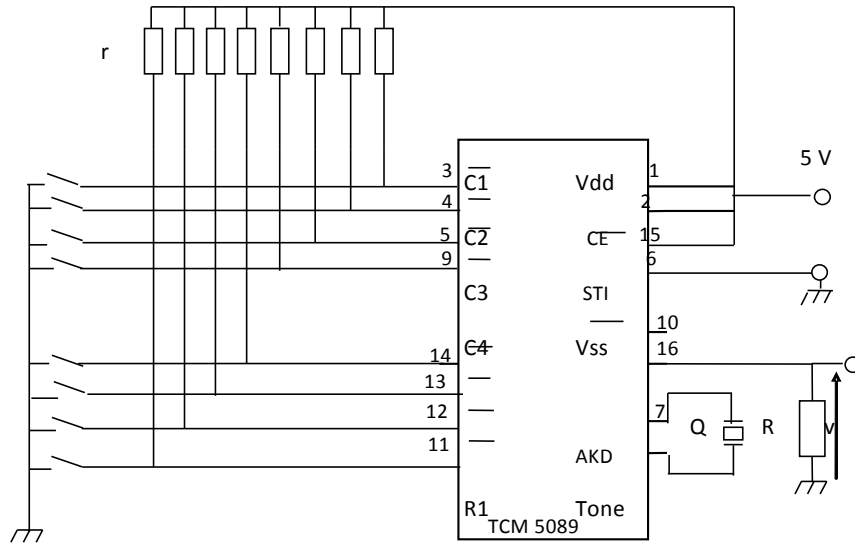 r
3 C1 Vdd 1 5 V
4 2
5 C2 CE 15
9 6
C3 STI
10
14 C4 Vss 16
13
12 7
Q R v
11 AKD
R1 Tone
TCM 5089